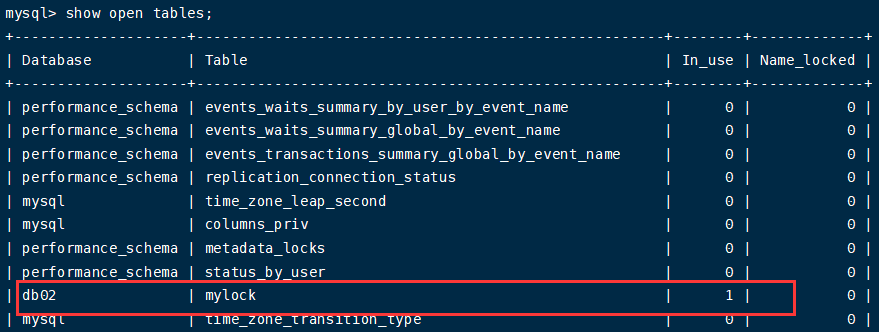 mysql> show open tables;
+--------------------+----------------------------------------------------+--------+-------------+
| Database | Table | In_use | Name_locked |
+--------------------+----------------------------------------------------+--------+-------------+
| performance_schema | events_waits_summary_by_user_by_event_name | 0 | 0 |
| performance_schema | events_waits_summary_global_by_event_name | 0 | 0 |
| performance_schema | events_transactions_summary_global_by_event_name | 0 | 0 |
| performance_schema | replication_connection_status | 0 | 0 |
| mysql | time_zone_leap_second | 0 | 0 |
| mysql | columns_priv | 0 | 0 |
| performance_schema | metadata_locks | 0 | 0 |
| performance_schema | status_by_user | 0 | 0 |
| db02 | mylock | 1 | 0 |
| mysql | time_zone_transition_type | 0 | 0 |